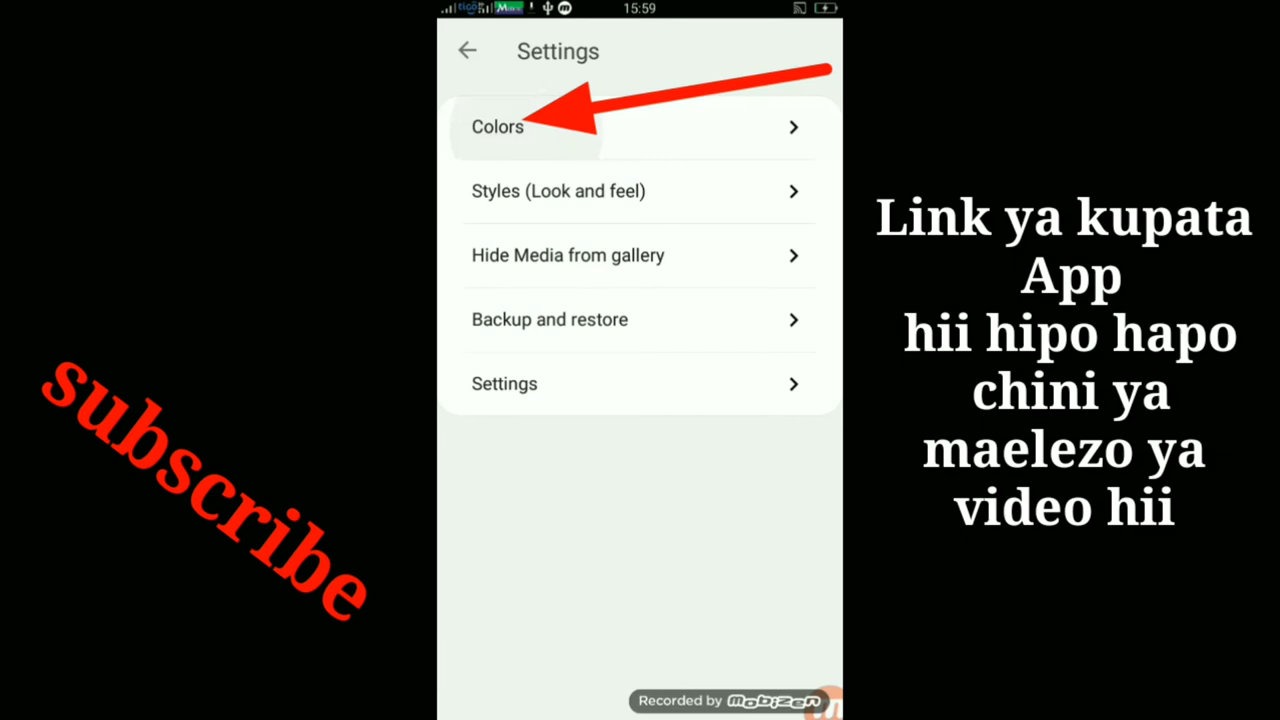 tigo
15:59
Settings
Colors
Styles (Look and feel)
Hide Media from gallery
Backup and restore
Settings
Recorded by mobizen
subscribe
Link ya kupata
App
hii hipo hapo
chini ya
maelezo ya
video hii